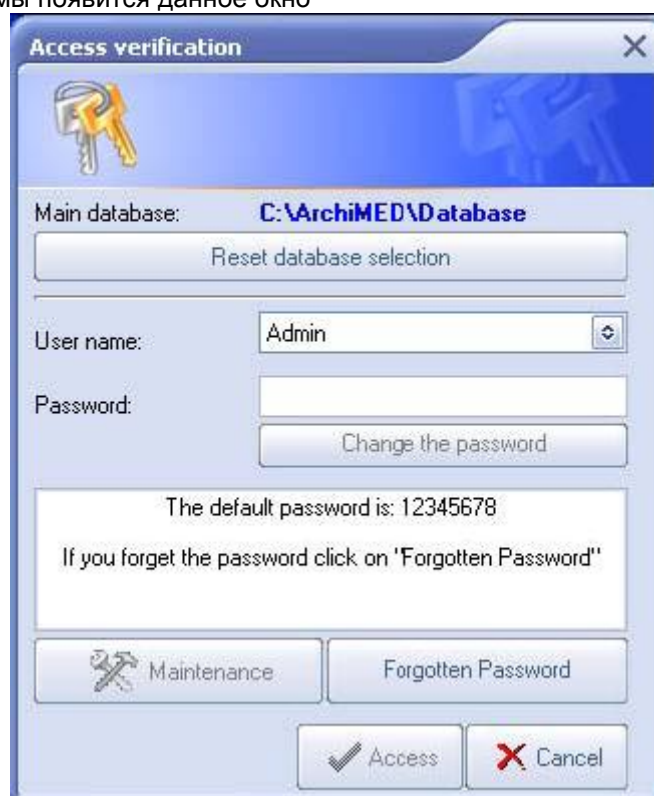 мы появится данное окно
Access verification
Main database: C:\ArchiMED\Database
Reset database selection
User name: Admin
Password:
Change the password
The default password is: 12345678
If you forget the password click on "Forgotten Password"
Maintenance Forgotten Password
Access Cancel